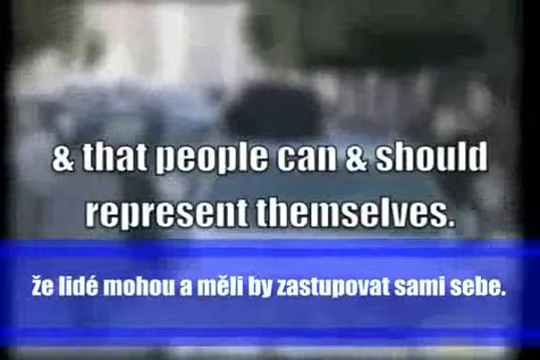 & that people can & should
represent themselves.
že lidé mohou a měli by zastupovat sami sebe.